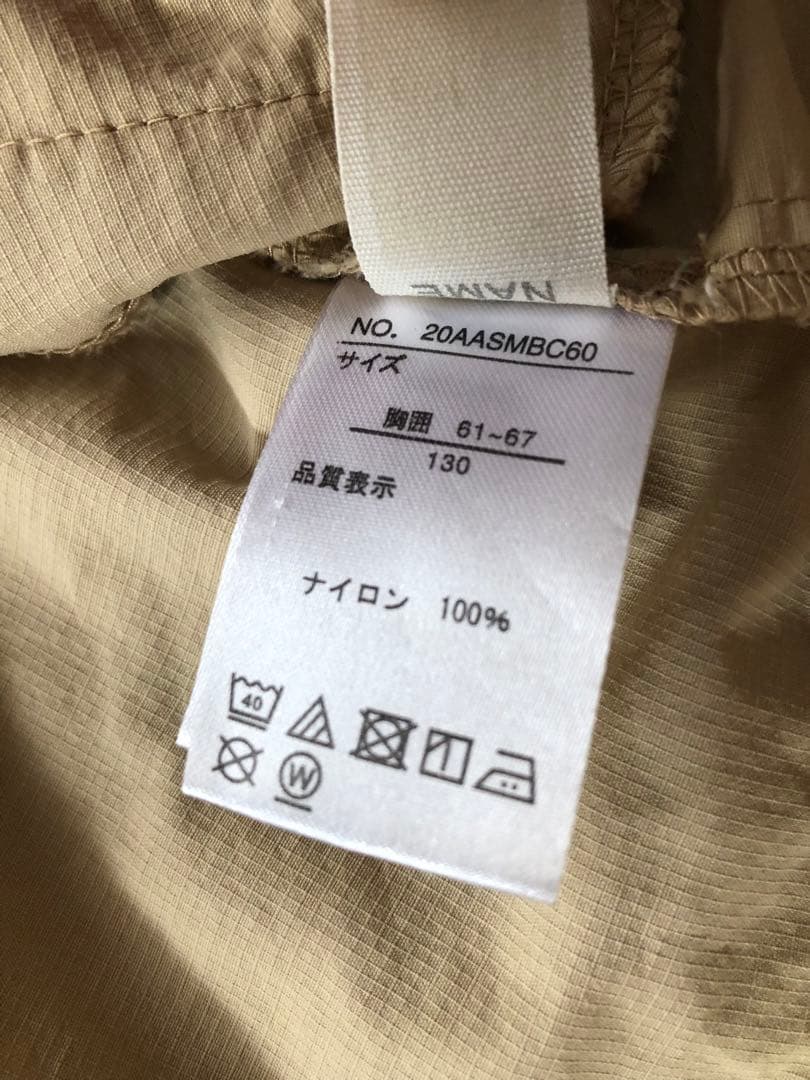 NAME
NO. 20AASMBC60
サイズ
胸囲 61~67
130
品質表示
ナイロン 100%
40
W